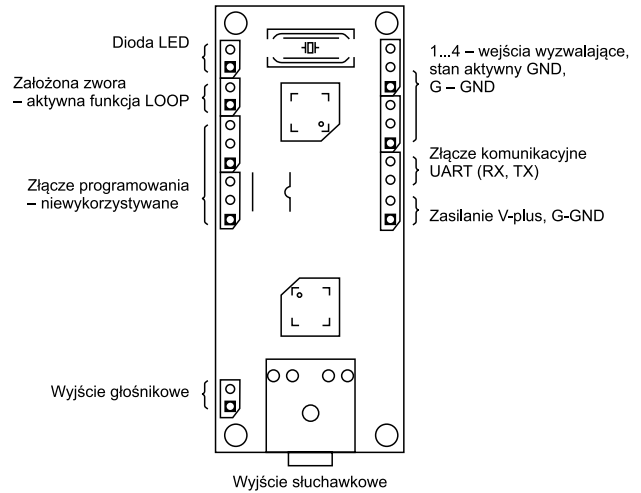 Dioda LED
Założona zwora
– aktywna funkcja LOOP
Złącze programowania
– niewykorzystywane
Wyjście głośnikowe
1...4 – wejścia wyzwalające,
stan aktywny GND,
G – GND
Złącze komunikacyjne
UART (RX, TX)
Zasilanie V-plus, G-GND
Wyjście słuchawkowe